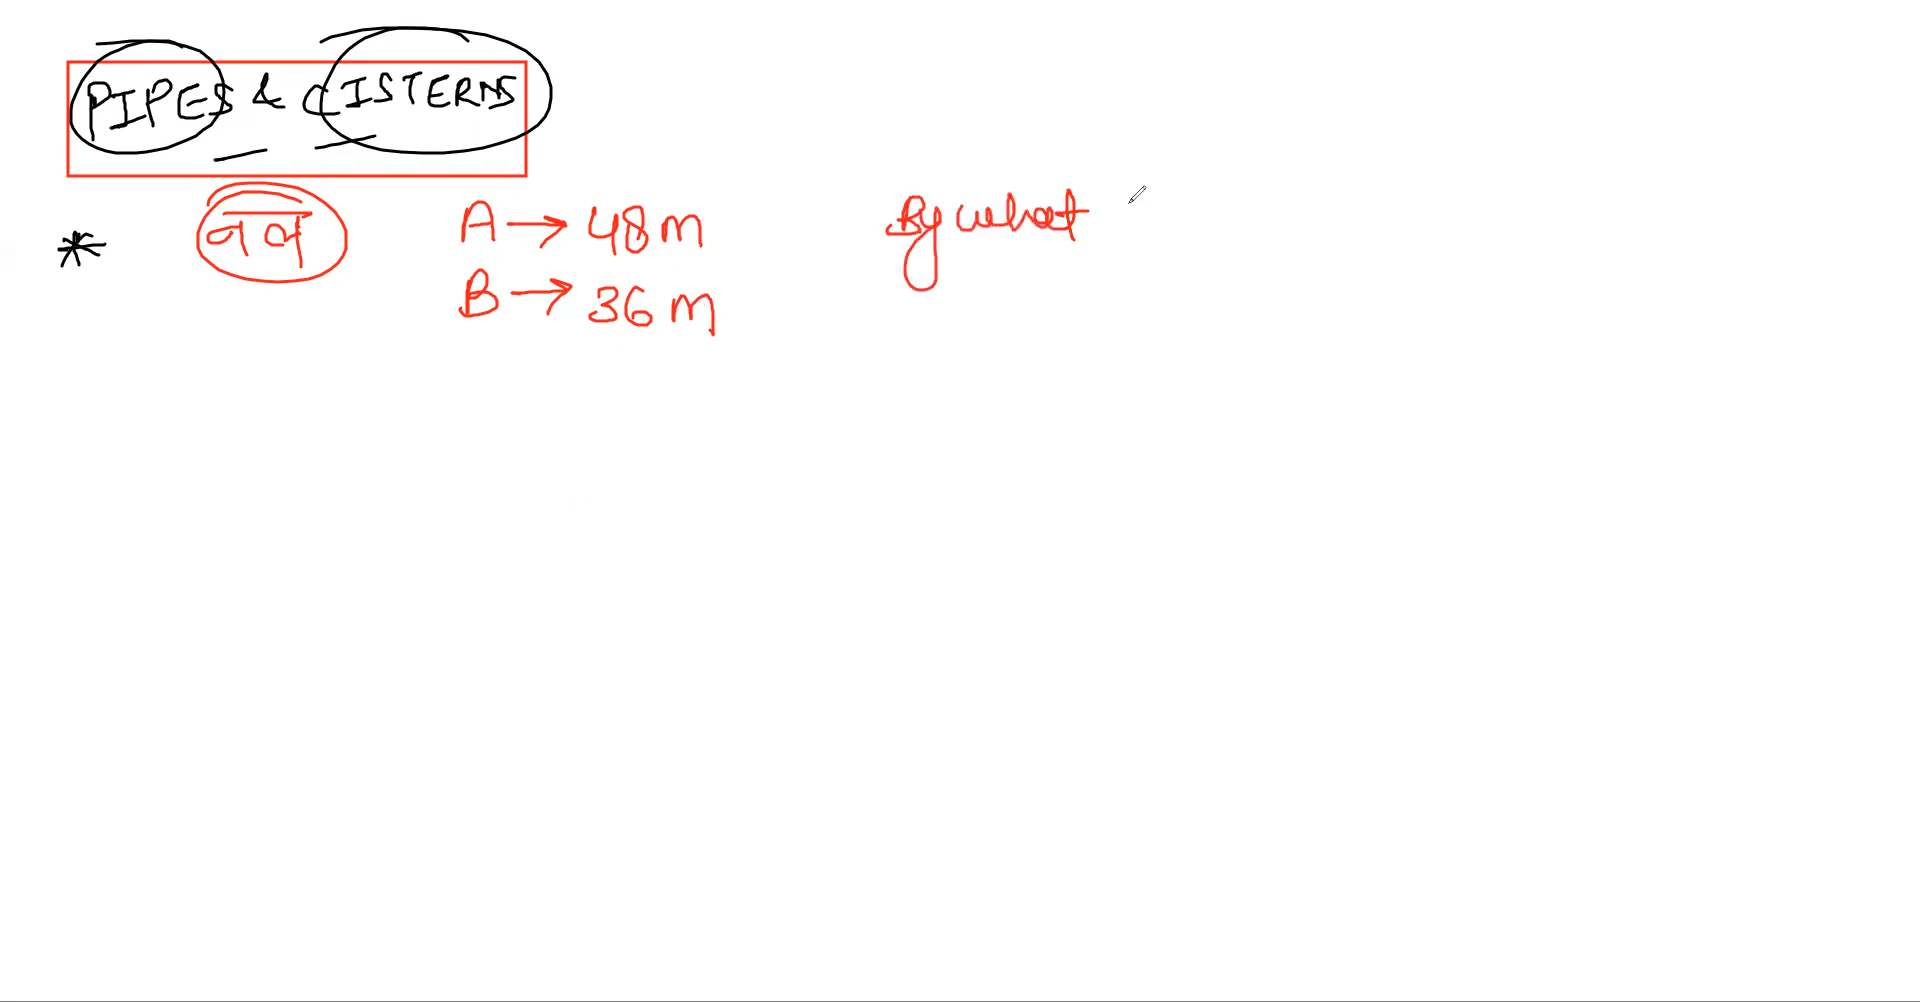 PIPES & CISTERNS
* नल A → 48 m By what
B → 36 m